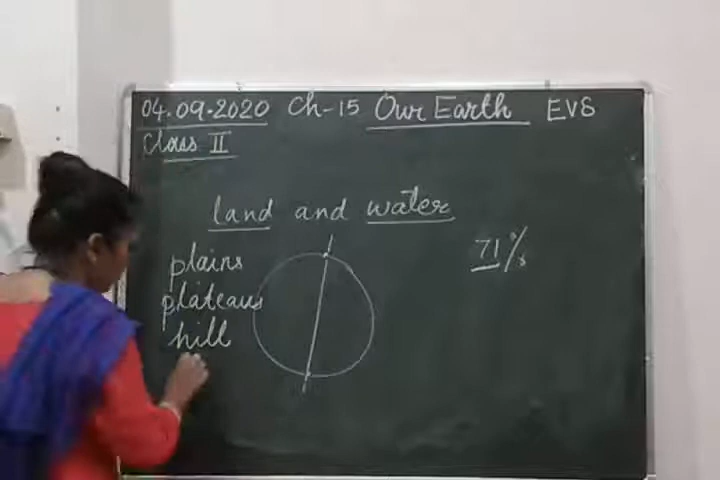 04.09.2020 Ch-15 Our Earth EVS
Class II
land and water
71%
plains
plateaus
hill